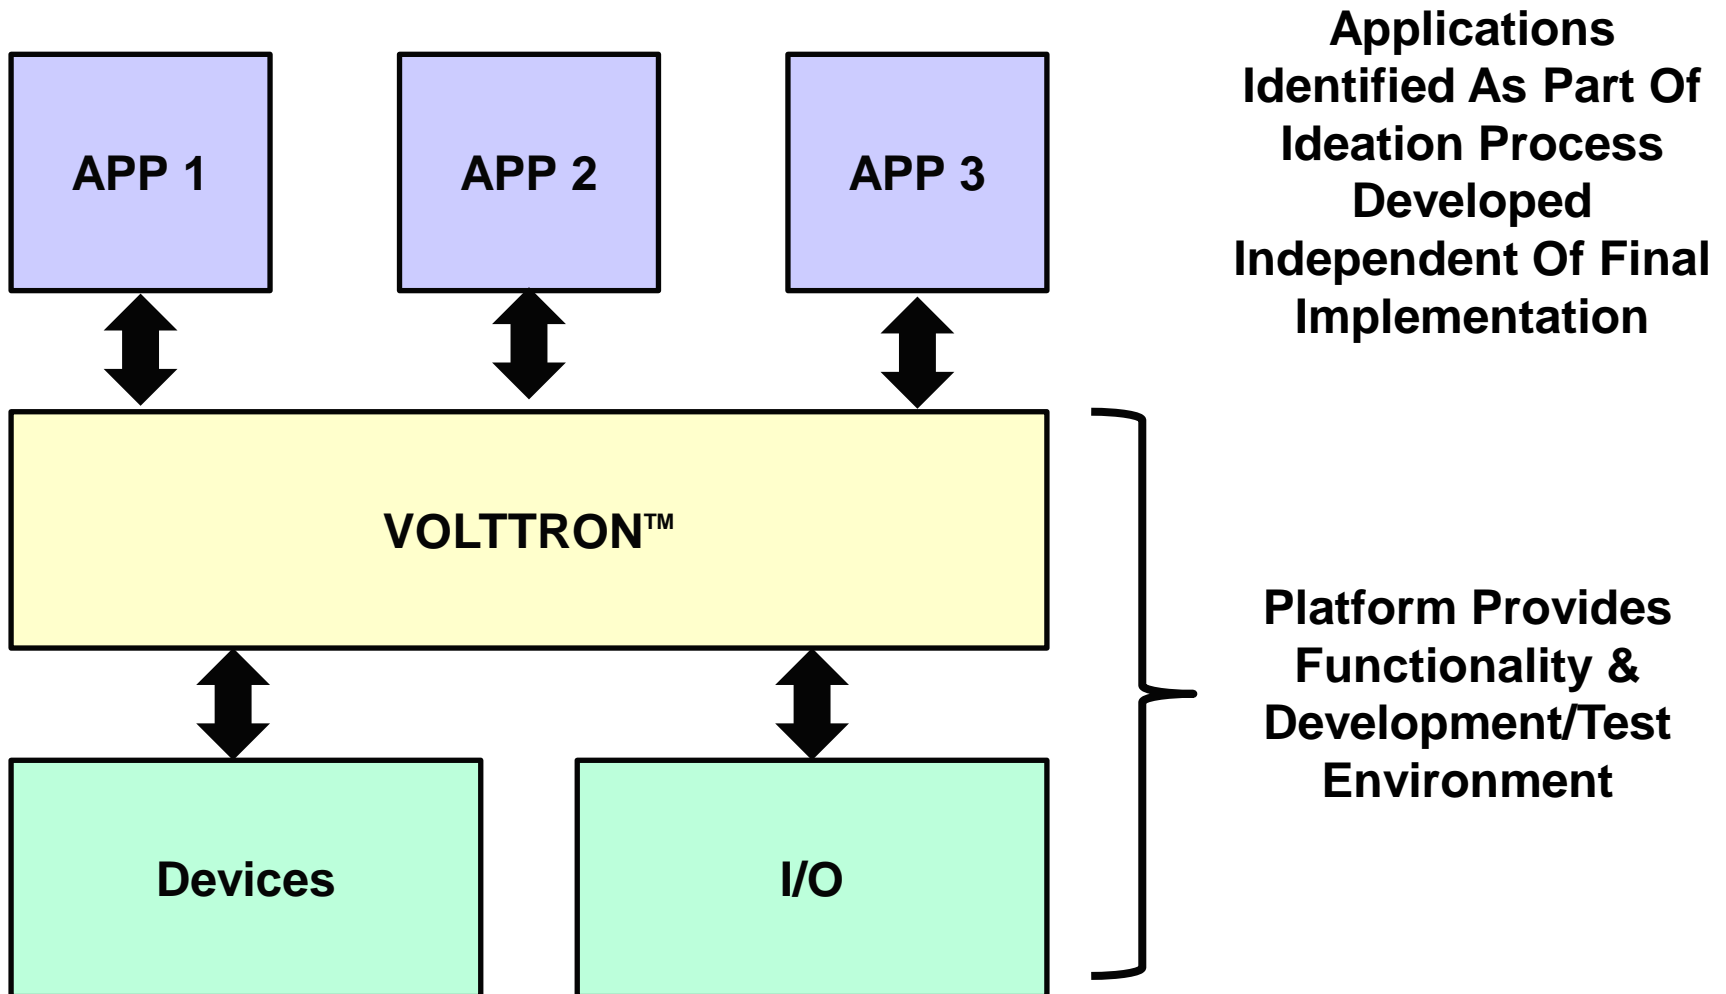 Applications
Identified As Part Of
Ideation Process
Developed
Independent Of Final
Implementation
APP 1
APP 2
APP 3
VOLTTRON™
Platform Provides
Functionality &
Development/Test
Environment
Devices
I/O